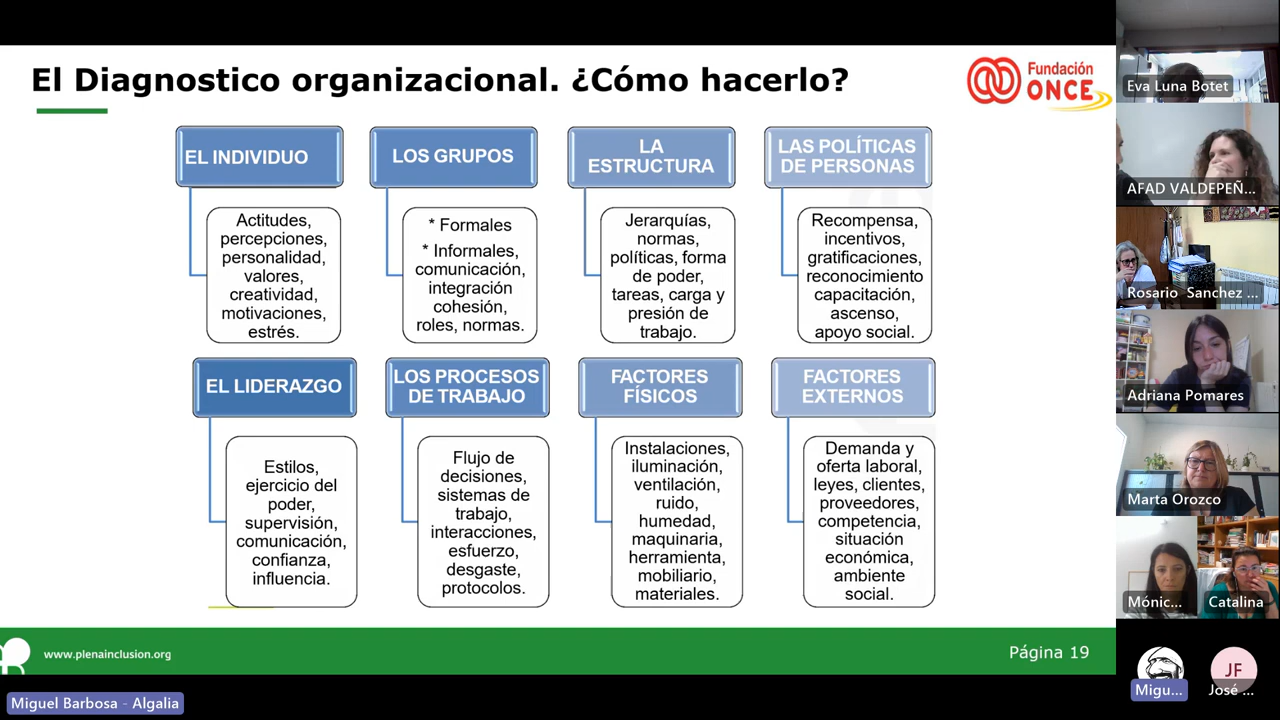 El Diagnostico organizacional. ¿Cómo hacerlo?
Fundación
ONCE
EL INDIVIDUO
Actitudes,
percepciones,
personalidad,
valores,
creatividad,
motivaciones,
estrés.
LOS GRUPOS
* Formales
* Informales,
comunicación,
integración
cohesión,
roles, normas.
LA
ESTRUCTURA
Jerarquías,
normas,
políticas, forma
de poder,
tareas, carga y
presión de
trabajo.
LAS POLÍTICAS
DE PERSONAS
Recompensa,
incentivos,
gratificaciones,
reconocimiento
capacitación,
ascenso,
apoyo social.
EL LIDERAZGO
Estilos,
ejercicio del
poder,
supervisión,
comunicación,
confianza,
influencia.
LOS PROCESOS
DE TRABAJO
Flujo de
decisiones,
sistemas de
trabajo,
interacciones,
esfuerzo,
desgaste,
protocolos.
FACTORES
FÍSICOS
Instalaciones,
iluminación,
ventilación,
ruido,
humedad,
maquinaria,
herramienta,
mobiliario,
materiales.
FACTORES
EXTERNOS
Demanda y
oferta laboral,
leyes, clientes,
proveedores,
competencia,
situación
económica,
ambiente
social.
www.plenainclusion.org
Página 19
Miguel Barbosa - Algalia
Eva Luna Botet
AFAD VALDEPEÑ...
Rosario Sanchez ...
Adriana Pomares
Marta Orozco
Mónic...
Catalina
Migu...
JF
José ...